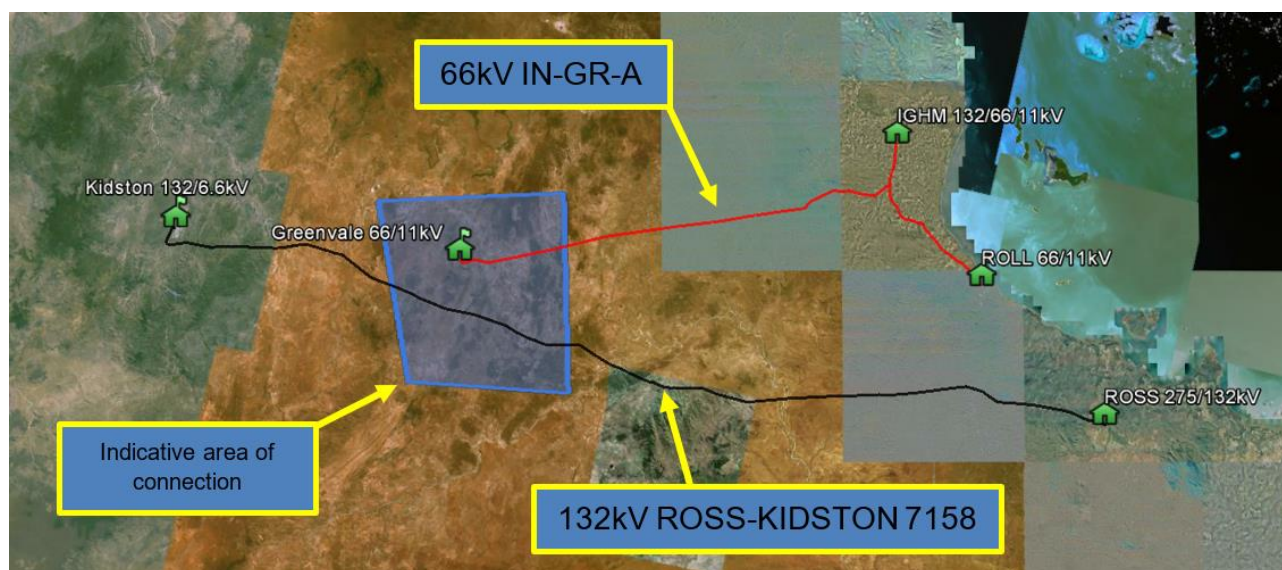 66kV IN-GR-A
IGHM 132/66/11kV
Kidston 132/6.6kV
Greenvale 66/11kV
ROLL 66/11kV
ROSS 275/132kV
Indicative area of
connection
132kV ROSS-KIDSTON 7158